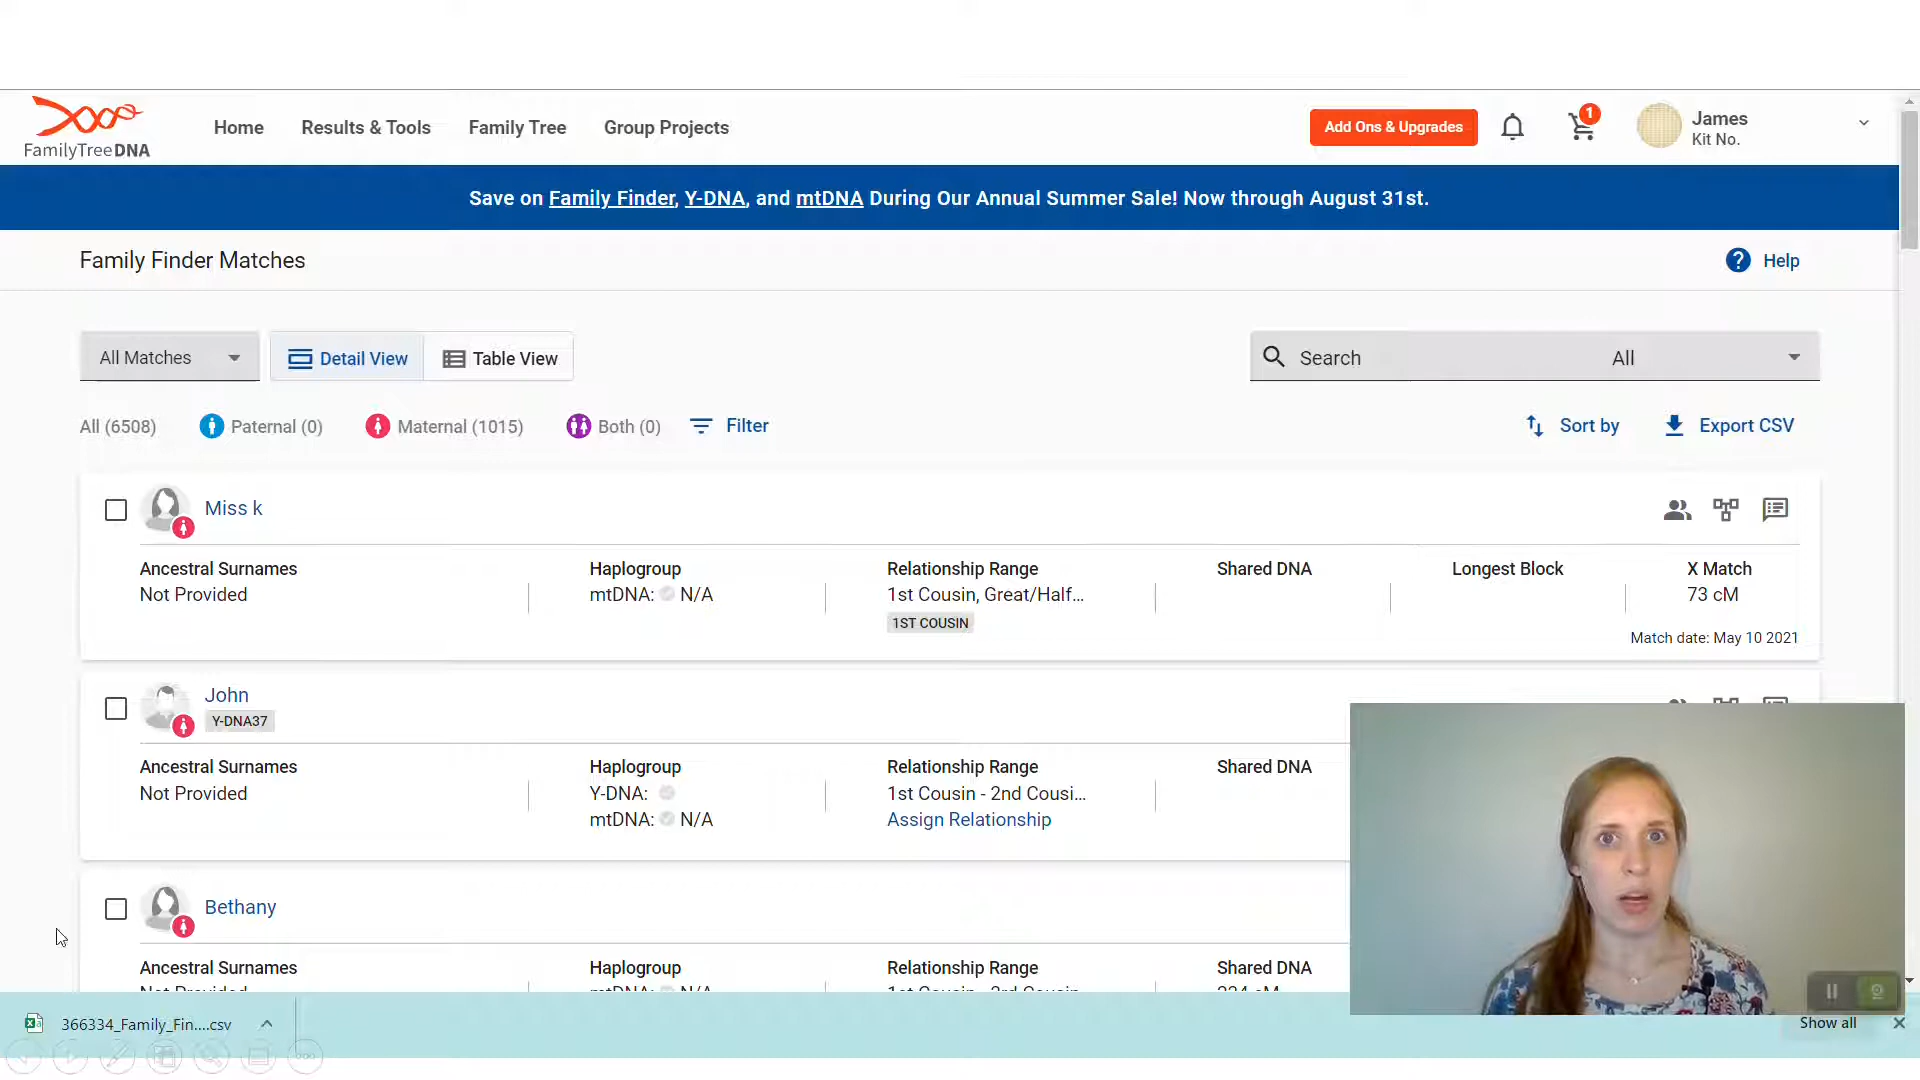 FamilyTreeDNA
Home
Results & Tools
Family Tree
Group Projects
Add Ons & Upgrades
1
James
Kit No.
Save on Family Finder, Y-DNA, and mtDNA During Our Annual Summer Sale! Now through August 31st.
Family Finder Matches
? Help
All Matches
Detail View
Table View
Search
All
All (6508)
Paternal (0)
Maternal (1015)
Both (0)
Filter
Sort by
Export CSV
Miss k
Ancestral Surnames
Not Provided
Haplogroup
mtDNA: N/A
Relationship Range
1st Cousin, Great/Half...
1ST COUSIN
Shared DNA
Longest Block
X Match
73 cM
Match date: May 10 2021
John
Y-DNA37
Ancestral Surnames
Not Provided
Haplogroup
Y-DNA:
mtDNA: N/A
Relationship Range
1st Cousin - 2nd Cousi...
Assign Relationship
Shared DNA
Bethany
Ancestral Surnames
Haplogroup
Relationship Range
Shared DNA
366334_Family_Fin....csv
Show all